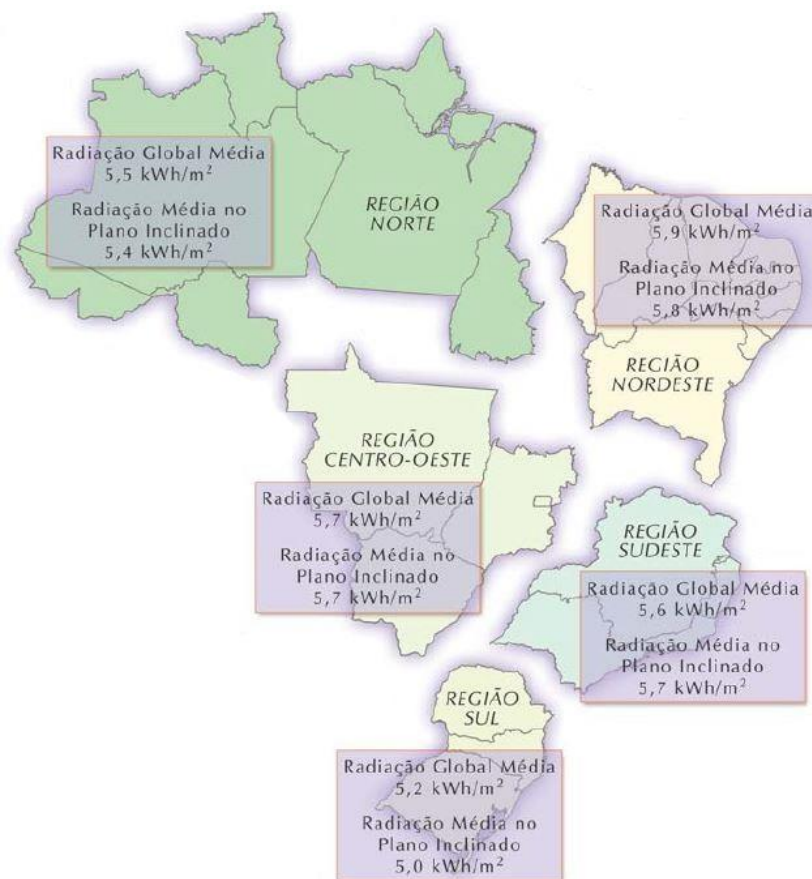 Radiação Global Média
5,5 kWh/m²
Radiação Média no
Plano Inclinado
5,4 kWh/m²
REGIÃO
NORTE
Radiação Global Média
5,9 kWh/m²
Radiação Média no
Plano Inclinado
5,8 kWh/m²
REGIÃO
NORDESTE
REGIÃO
CENTRO-OESTE
Radiação Global Média
5,7 kWh/m²
Radiação Média no
Plano Inclinado
5,7 kWh/m²
REGIÃO
SUDESTE
Radiação Global Média
5,6 kWh/m²
Radiação Média no
Plano Inclinado
5,7 kWh/m²
REGIÃO
SUL
Radiação Global Média
5,2 kWh/m²
Radiação Média no
Plano Inclinado
5,0 kWh/m²